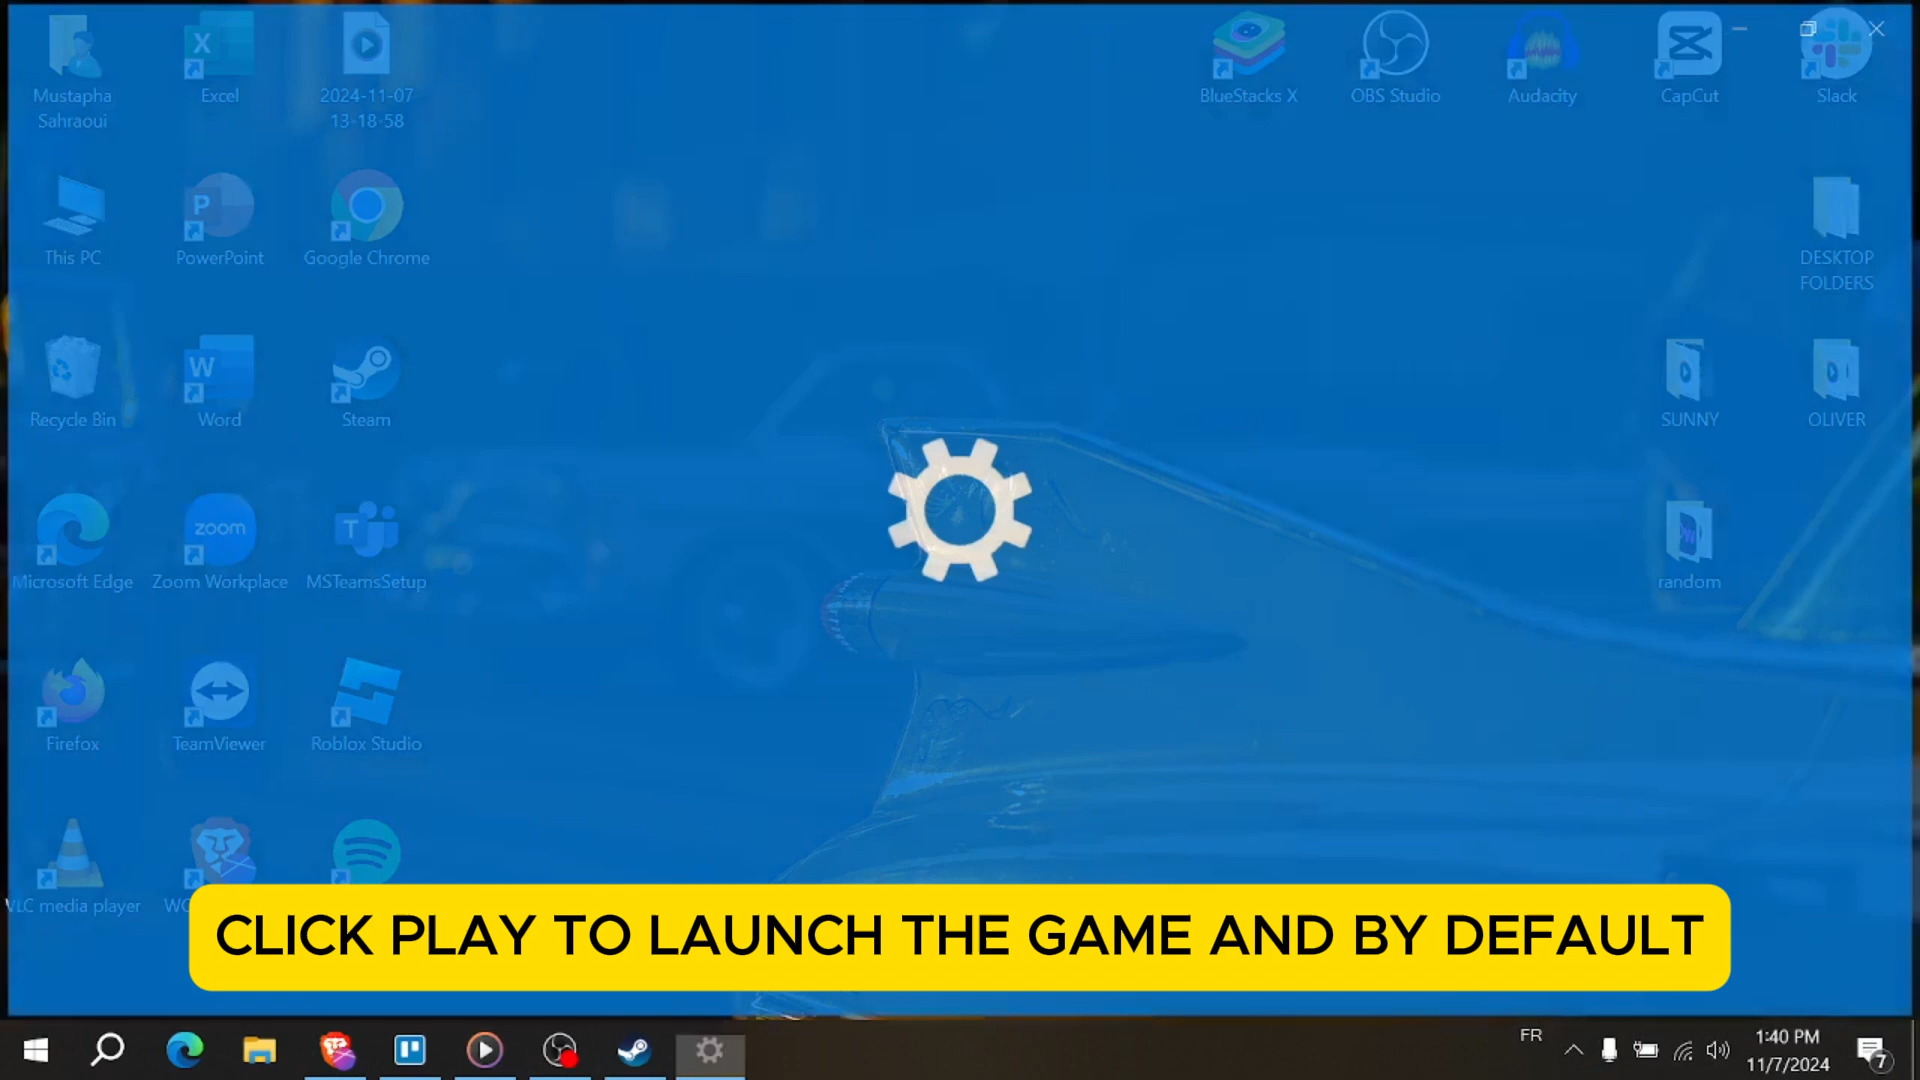 Mustapha Sahraoui
Excel
2024-11-07 13-18-58
BlueStacks X
OBS Studio
Audacity
CapCut
Slack
This PC
PowerPoint
Google Chrome
DESKTOP FOLDERS
Recycle Bin
Word
Steam
SUNNY
OLIVER
Microsoft Edge
zoom
Zoom Workplace
MSTeamsSetup
random
Firefox
TeamViewer
Roblox Studio
VLC media player
CLICK PLAY TO LAUNCH THE GAME AND BY DEFAULT
FR
1:40 PM
11/7/2024
7